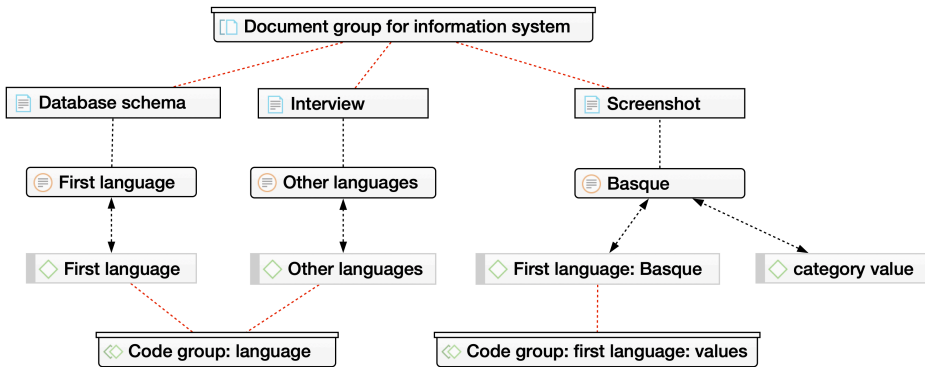 Document group for information system
Database schema
Interview
Screenshot
First language
Other languages
Basque
First language
Other languages
First language: Basque
category value
Code group: language
Code group: first language: values